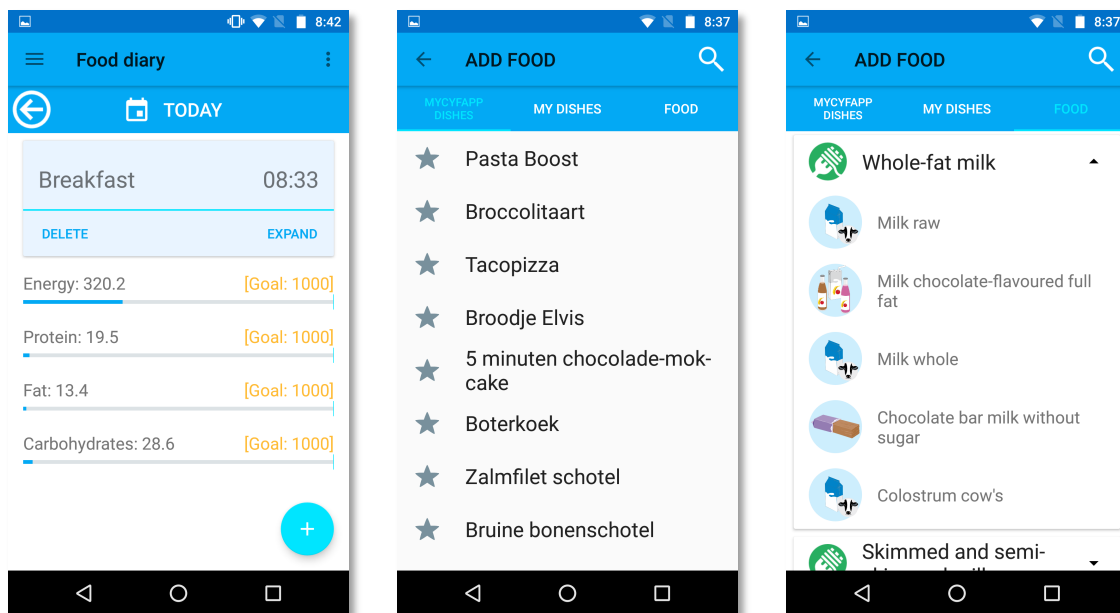 8:42
Food diary
TODAY
Breakfast 08:33
DELETE EXPAND
Energy: 320.2 [Goal: 1000]
Protein: 19.5 [Goal: 1000]
Fat: 13.4 [Goal: 1000]
Carbohydrates: 28.6 [Goal: 1000]
+
8:37
ADD FOOD
MYCYFAPP
DISHES
MY DISHES
FOOD
Pasta Boost
Broccolitaart
Tacopizza
Broodje Elvis
5 minuten chocolade-mok-
cake
Boterkoek
Zalmfilet schotel
Bruine bonenschotel
8:37
ADD FOOD
MYCYFAPP
DISHES
MY DISHES
FOOD
Whole-fat milk
Milk raw
Milk chocolate-flavoured full
fat
Milk whole
Chocolate bar milk without
sugar
Colostrum cow's
Skimmed and semi-